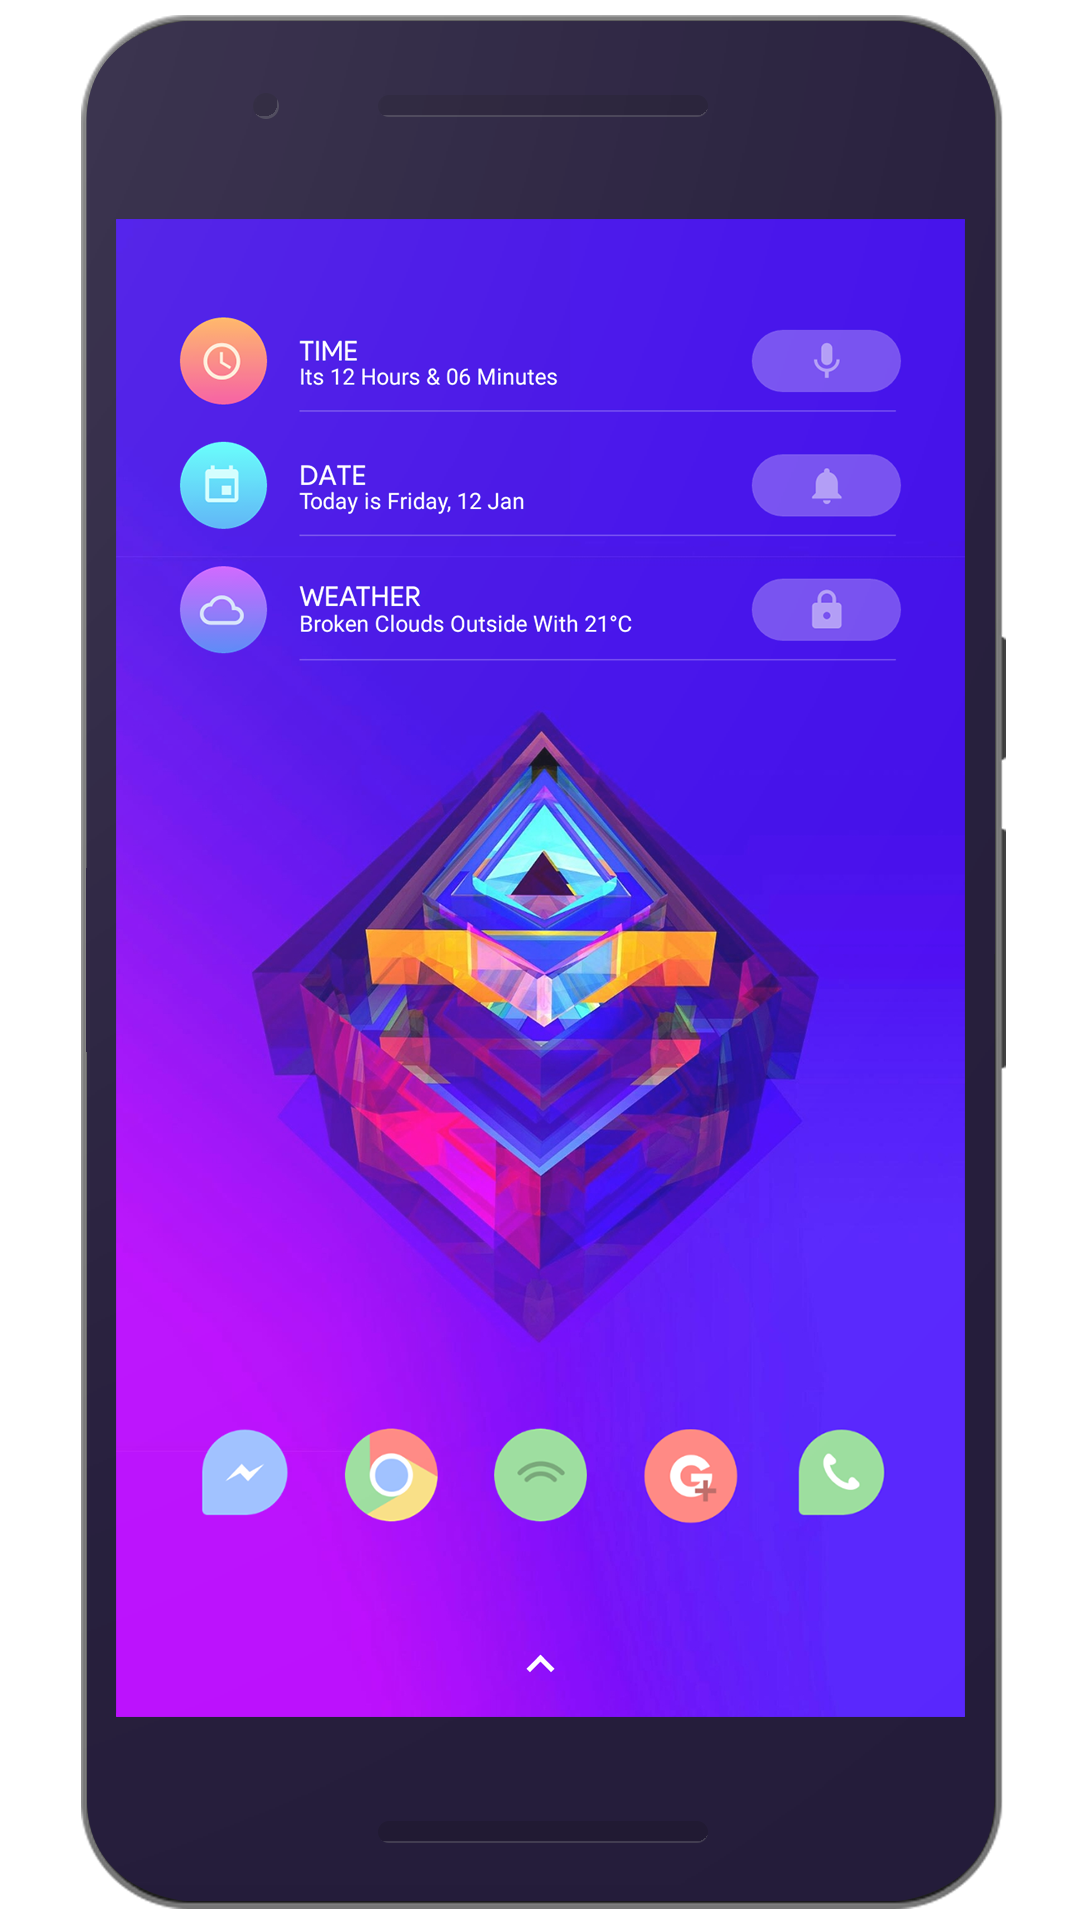 TIME
Its 12 Hours & 06 Minutes
DATE
Today is Friday, 12 Jan
WEATHER
Broken Clouds Outside With 21°C
G+